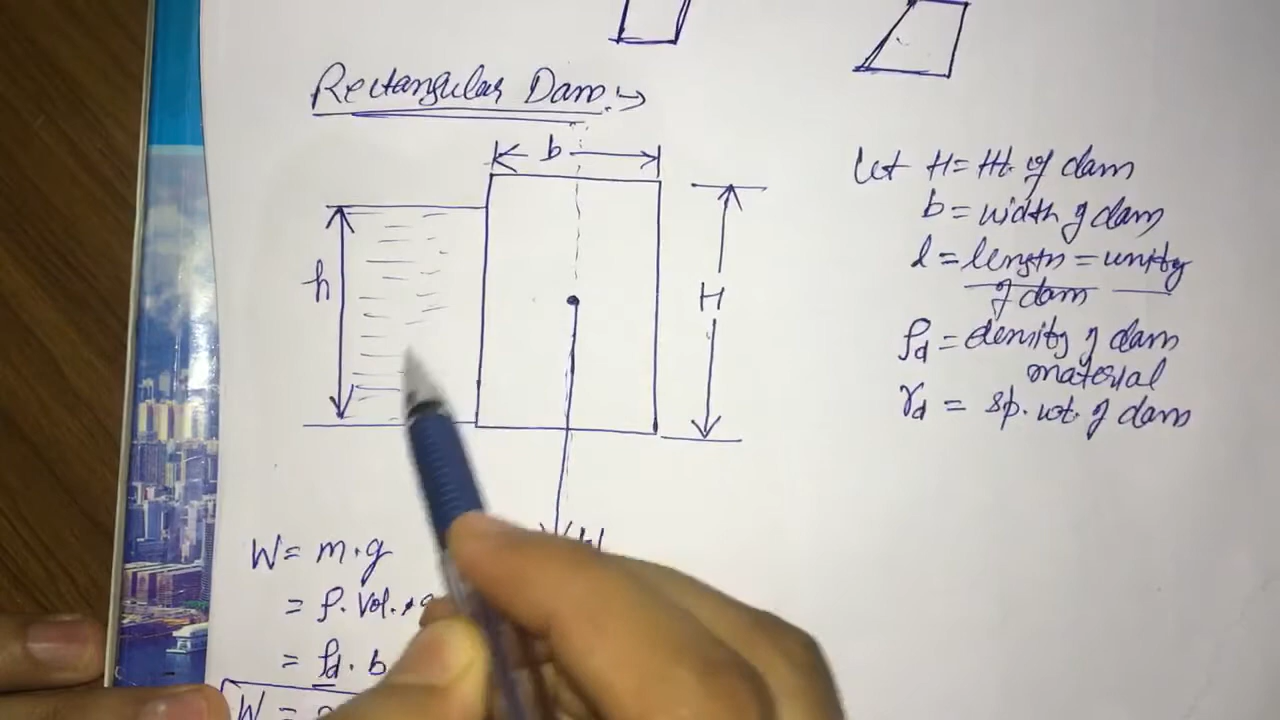 Rectangular Dam :→
b
h
H
W
Let H = Ht. of dam
b = width of dam
l = length = unity
of dam
ρd = density of dam
material
γd = sp. wt. of dam
W = m·g
= ρ. Vol. × g
= ρd · b
W =